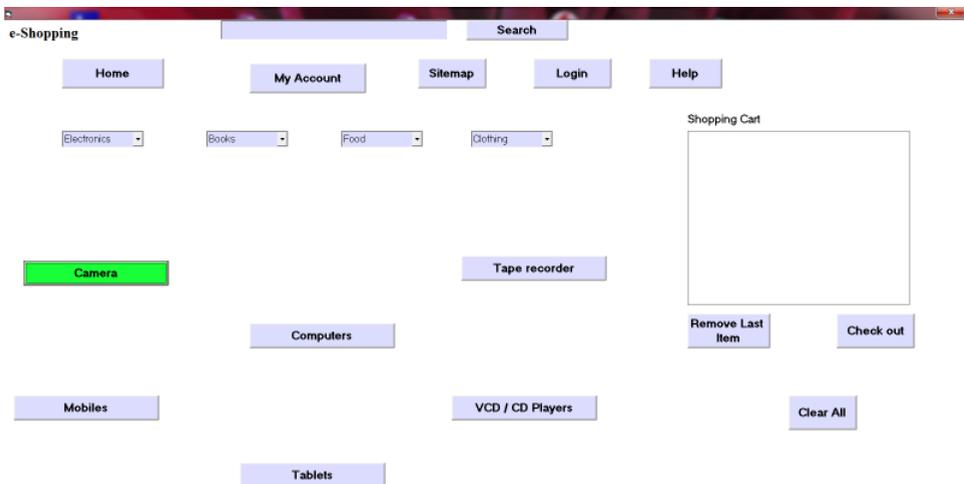 e-Shopping
Search
Home
My Account
Sitemap
Login
Help
Electronics
Books
Food
Clothing
Shopping Cart
Camera
Tape recorder
Computers
Remove Last
Item
Check out
Mobiles
VCD / CD Players
Clear All
Tablets